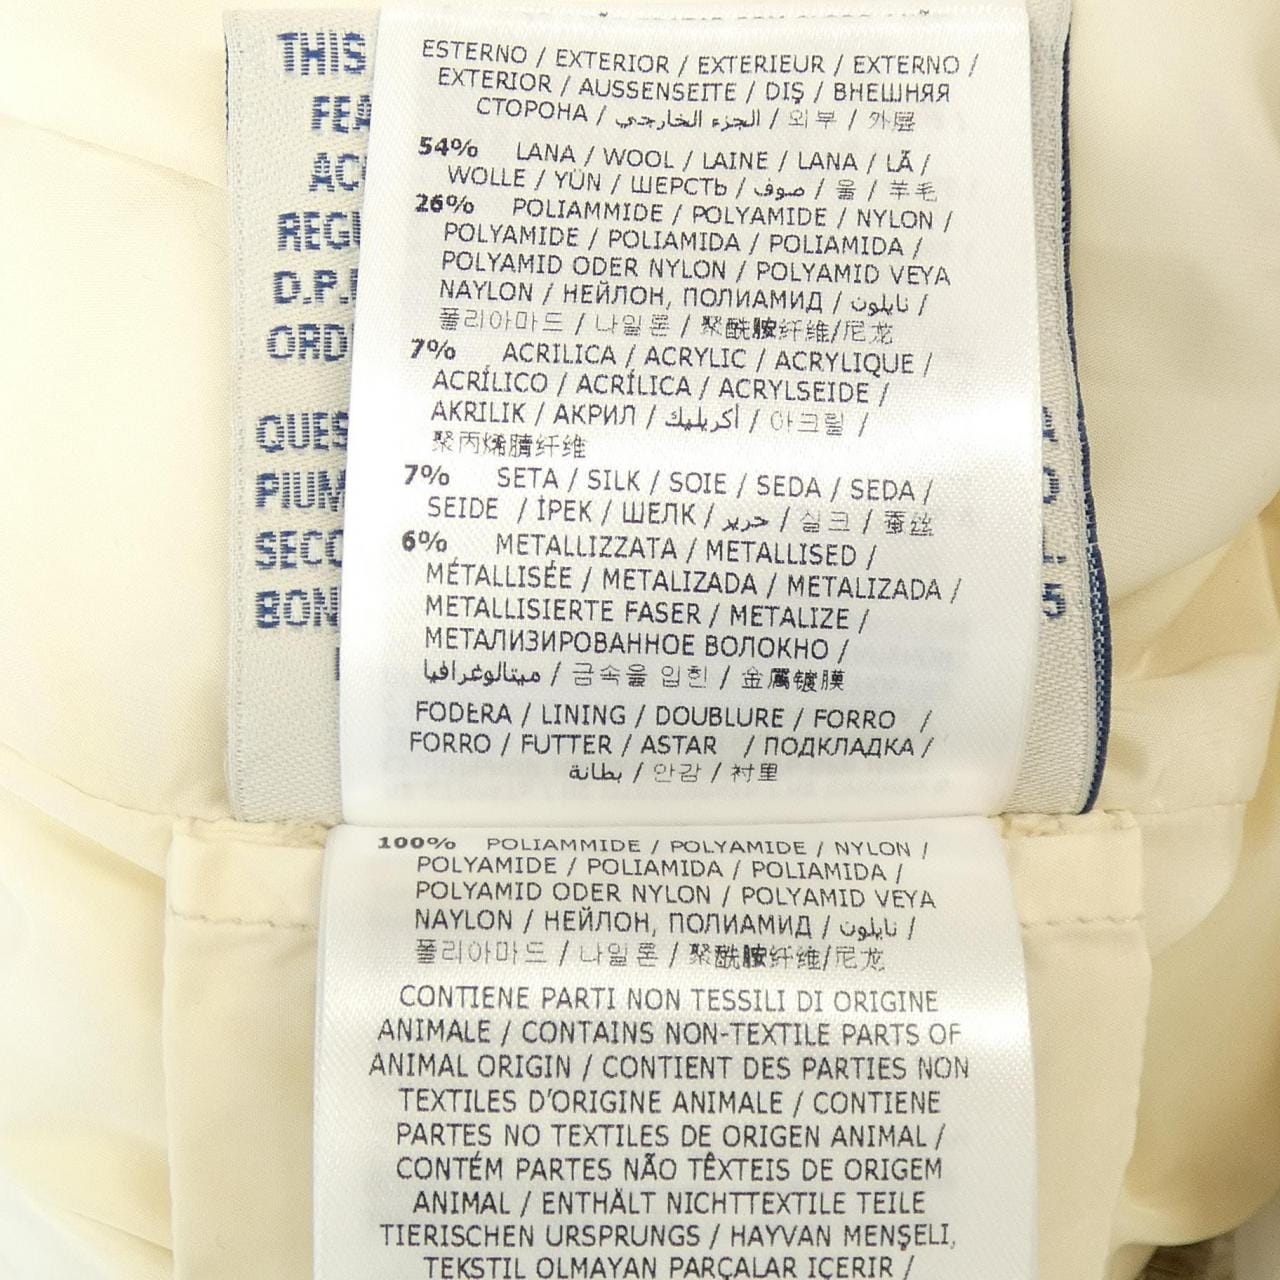 THIS
FEA
AC
REGU
D.P.
ORD
QUES
PIUM
SECO
BON
5
ESTERNO / EXTERIOR / EXTERIEUR / EXTERNO /
EXTERIOR / AUSSENSEITE / DIŞ / ВНЕШНЯЯ
СТОРОНА / الجزء الخارجي / 외부 / 外层
54% LANA / WOOL / LAINE / LANA / LÃ /
WOLLE / YÜN / ШЕРСТЬ / صوف / 울 / 羊毛
26% POLIAMMIDE / POLYAMIDE / NYLON /
POLYAMIDE / POLIAMIDA / POLIAMIDA /
POLYAMID ODER NYLON / POLYAMID VEYA
NAYLON / НЕЙЛОН, ПОЛИАМИД / نايلون /
폴리아마드 / 나일론 / 聚酰胺纤维/尼龙
7% ACRILICA / ACRYLIC / ACRYLIQUE /
ACRÍLICO / ACRÍLICA / ACRYLSEIDE /
AKRILIK / АКРИЛ / أكريليك / 아크릴 /
聚丙烯腈纤维
7% SETA / SILK / SOIE / SEDA / SEDA /
SEIDE / İPEK / ШЕЛК / حرير / 실크 / 蚕丝
6% METALLIZZATA / METALLISED /
MÉTALLISÉE / METALIZADA / METALIZADA /
METALLISIERTE FASER / METALIZE /
МЕТАЛИЗИРОВАННОЕ ВОЛОКНО /
ميتالوغرافيا / 금속을 입힌 / 金属镀膜
FODERA / LINING / DOUBLURE / FORRO /
FORRO / FUTTER / ASTAR / ПОДКЛАДКА /
بطانة / 안감 / 衬里
100% POLIAMMIDE / POLYAMIDE / NYLON /
POLYAMIDE / POLIAMIDA / POLIAMIDA /
POLYAMID ODER NYLON / POLYAMID VEYA
NAYLON / НЕЙЛОН, ПОЛИАМИД / نايلون /
폴리아마드 / 나일론 / 聚酰胺纤维/尼龙
CONTIENE PARTI NON TESSILI DI ORIGINE
ANIMALE / CONTAINS NON-TEXTILE PARTS OF
ANIMAL ORIGIN / CONTIENT DES PARTIES NON
TEXTILES D'ORIGINE ANIMALE / CONTIENE
PARTES NO TEXTILES DE ORIGEN ANIMAL /
CONTÉM PARTES NÃO TÊXTEIS DE ORIGEM
ANIMAL / ENTHÄLT NICHTTEXTILE TEILE
TIERISCHEN URSPRUNGS / HAYVAN MENŞELI,
TEKSTIL OLMAYAN PARÇALAR IÇERIR /